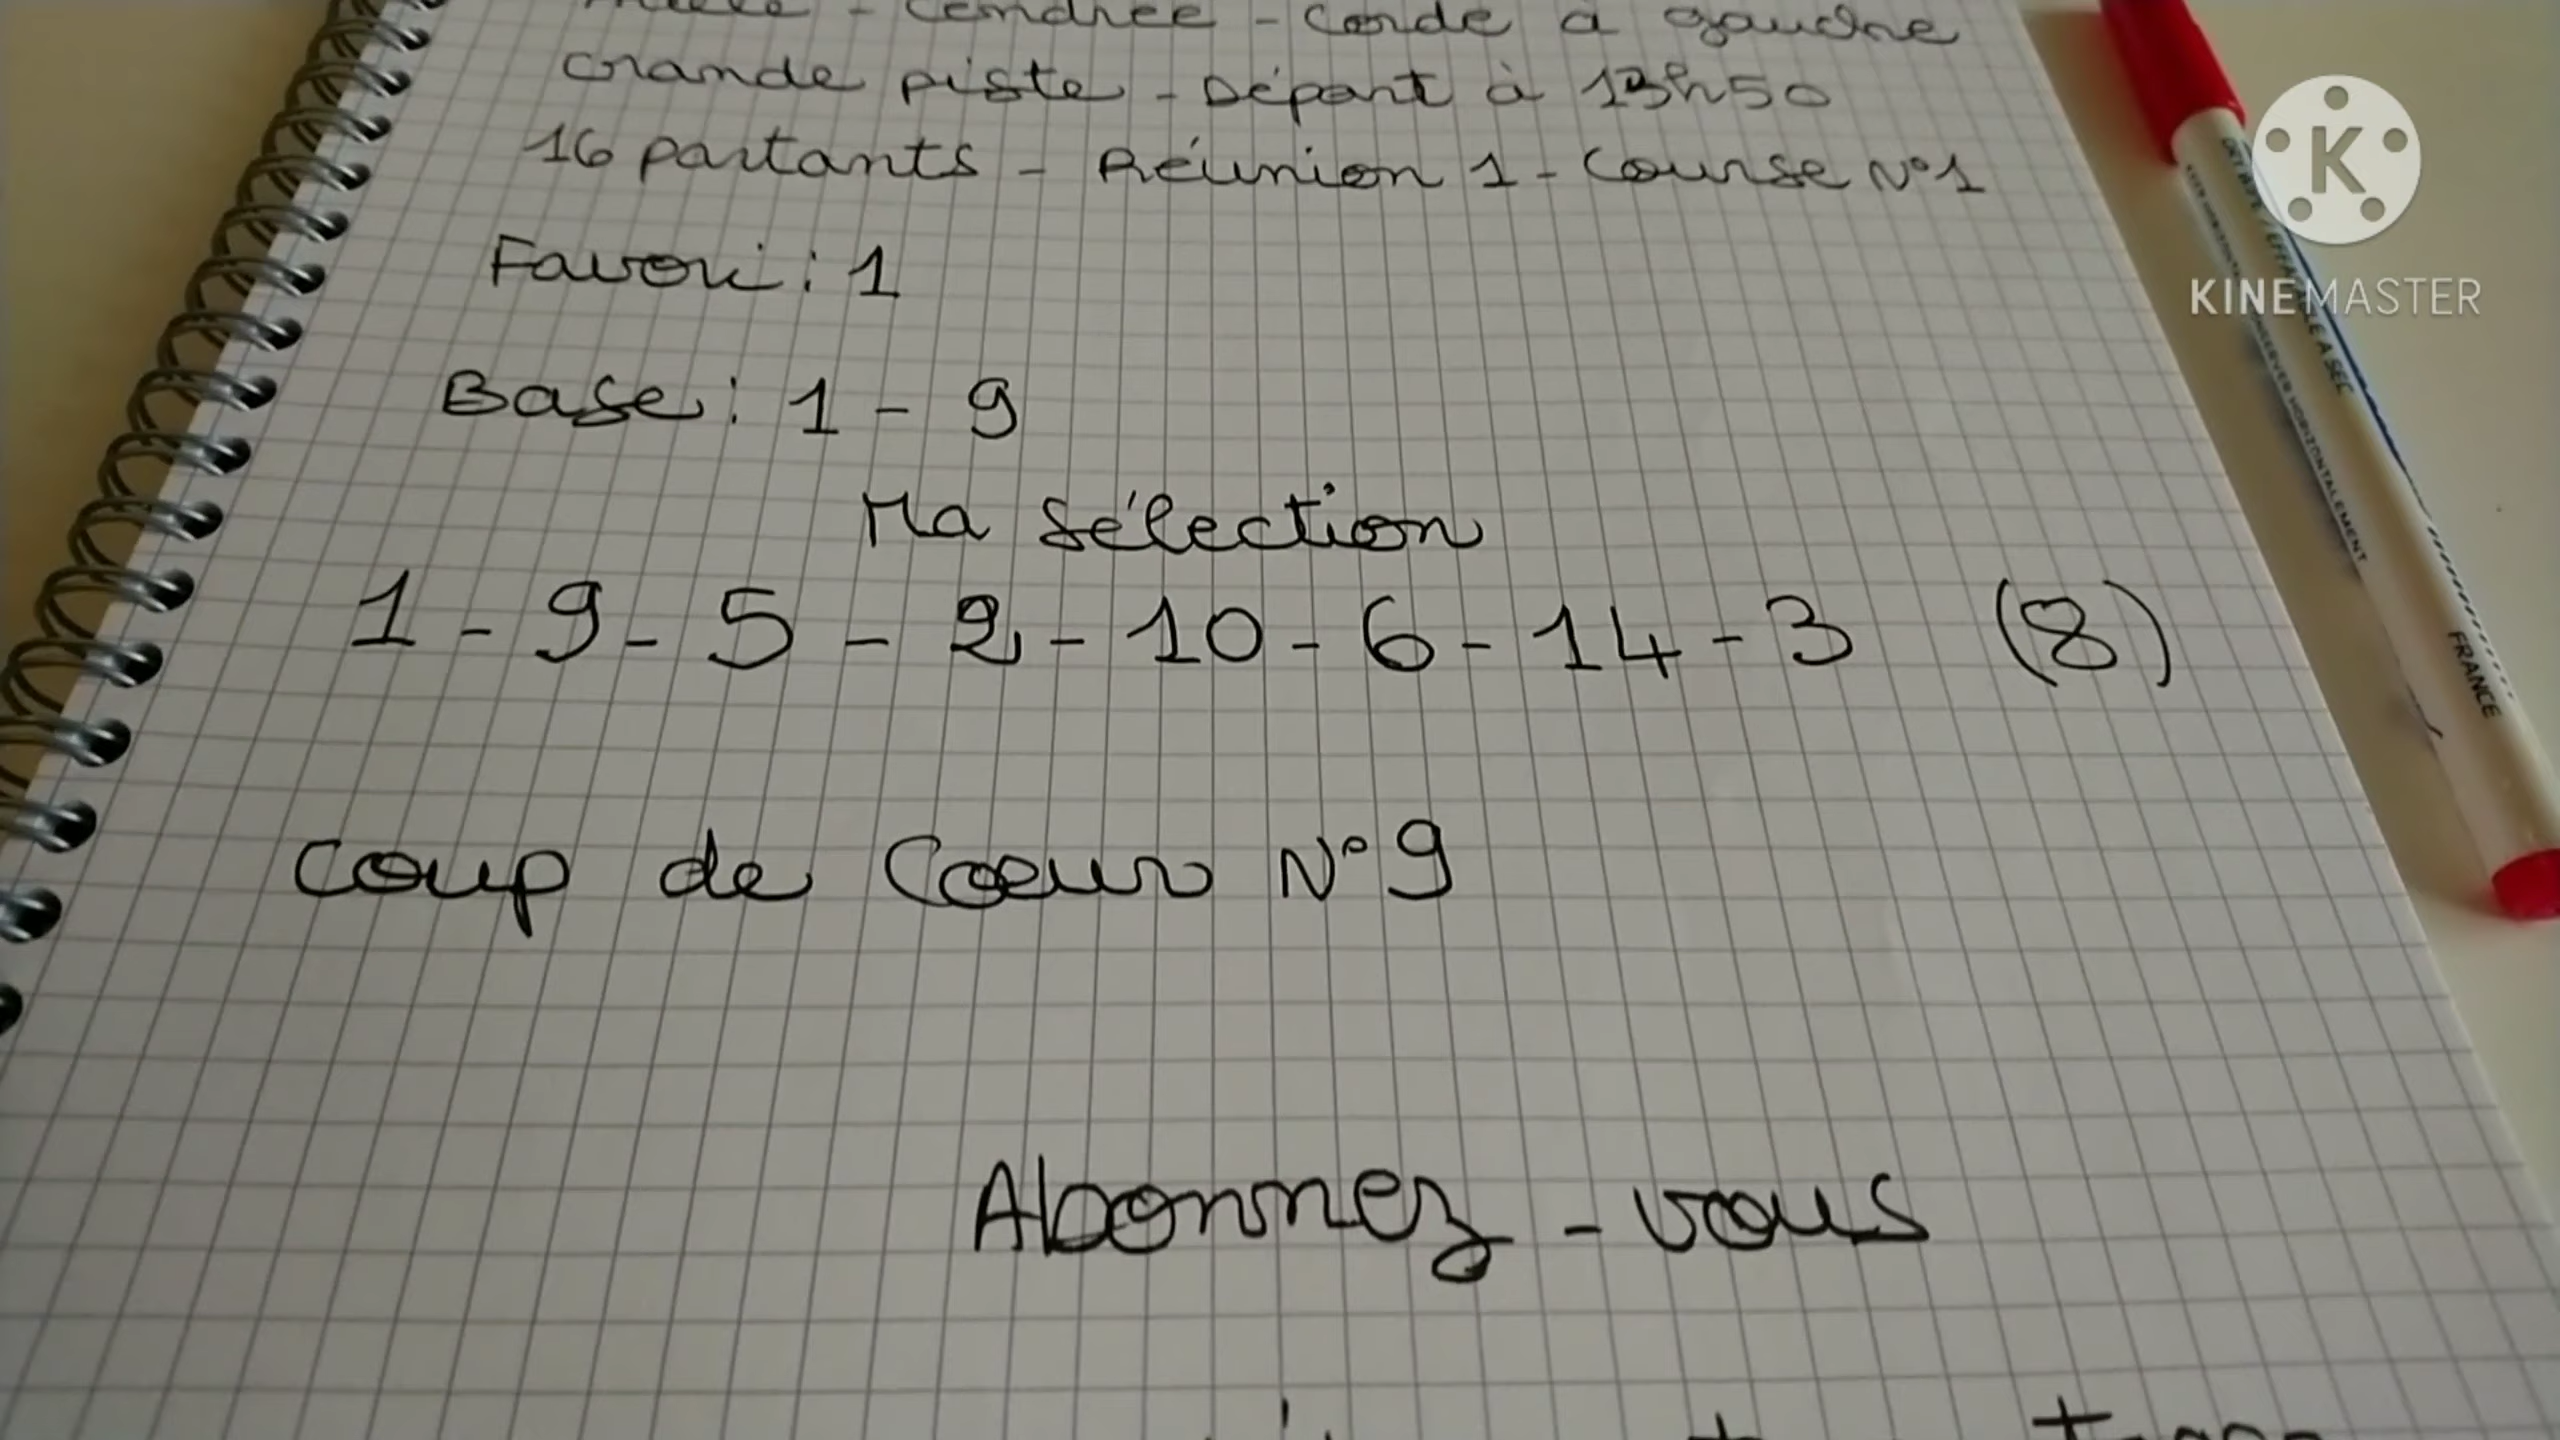 - Cendrée - Corde à gauche
Grande piste - Départ à 13h50
16 partants - Réunion 1 - Course N°1
Favori : 1
Base : 1 - 9
Ma sélection
1 - 9 - 5 - 2 - 10 - 6 - 14 - 3 (8)
Coup de Coeur N°9
Abonnez - vous
KINEMASTER
FRANCE